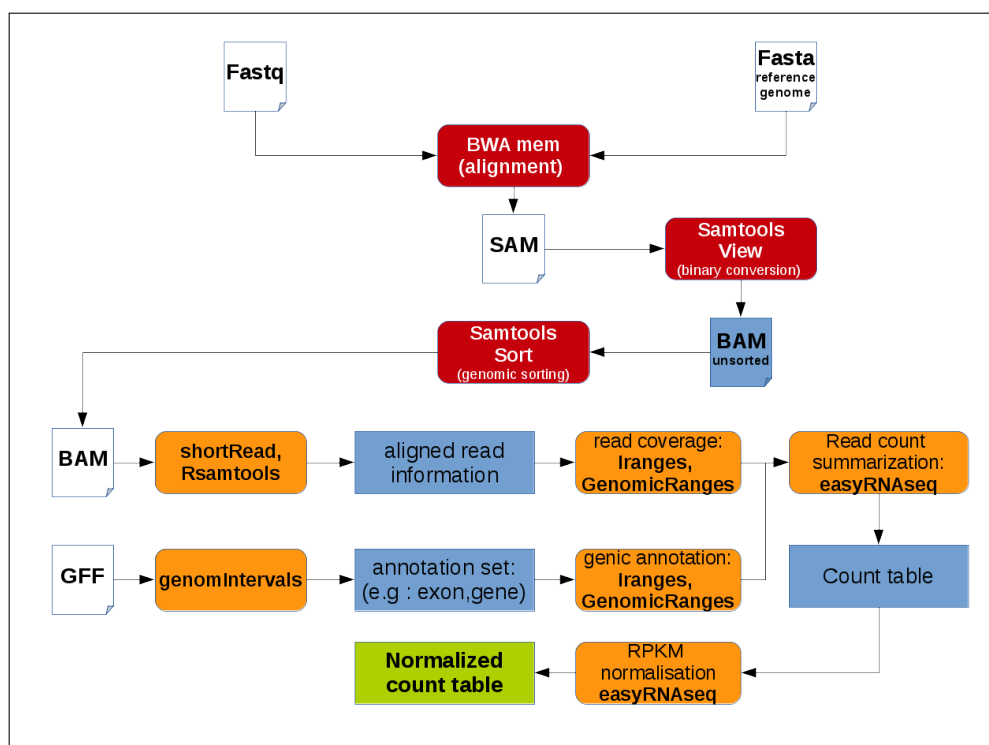 Fastq
Fasta
reference
genome
BWA mem
(alignment)
SAM
Samtools
View
(binary conversion)
BAM
unsorted
Samtools
Sort
(genomic sorting)
BAM
shortRead,
Rsamtools
aligned read
information
read coverage:
Iranges,
GenomicRanges
Read count
summarization:
easyRNAseq
GFF
genomIntervals
annotation set:
(e.g : exon,gene)
genic annotation:
Iranges,
GenomicRanges
Count table
Normalized
count table
RPKM
normalisation
easyRNAseq